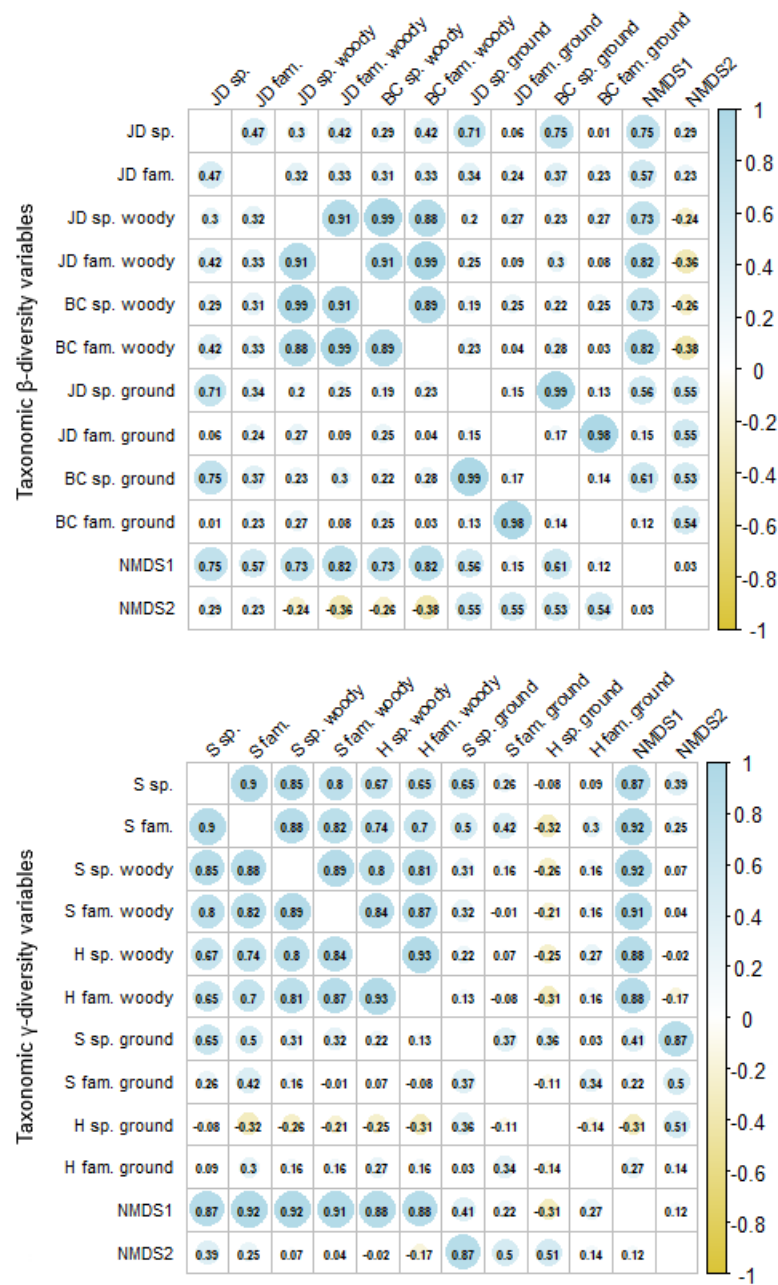 JD sp. JD fam. JD sp. woody JD fam. woody BC sp. woody BC fam. woody JD sp. ground JD fam. ground BC sp. ground BC fam. ground NMDS1 NMDS2
Taxonomic β-diversity variables
JD sp. 0.47 0.3 0.42 0.29 0.42 0.71 0.06 0.75 0.01 0.75 0.29
JD fam. 0.47 0.32 0.33 0.31 0.33 0.34 0.24 0.37 0.23 0.57 0.23
JD sp. woody 0.3 0.32 0.91 0.99 0.88 0.2 0.27 0.23 0.27 0.73 -0.24
JD fam. woody 0.42 0.33 0.91 0.91 0.99 0.25 0.09 0.3 0.08 0.82 -0.36
BC sp. woody 0.29 0.31 0.99 0.91 0.89 0.19 0.25 0.22 0.25 0.73 -0.26
BC fam. woody 0.42 0.33 0.88 0.99 0.89 0.23 0.04 0.28 0.03 0.82 -0.38
JD sp. ground 0.71 0.34 0.2 0.25 0.19 0.23 0.15 0.99 0.13 0.56 0.55
JD fam. ground 0.06 0.24 0.27 0.09 0.25 0.04 0.15 0.17 0.98 0.15 0.55
BC sp. ground 0.75 0.37 0.23 0.3 0.22 0.28 0.99 0.17 0.14 0.61 0.53
BC fam. ground 0.01 0.23 0.27 0.08 0.25 0.03 0.13 0.98 0.14 0.12 0.54
NMDS1 0.75 0.57 0.73 0.82 0.73 0.82 0.56 0.15 0.61 0.12 0.03
NMDS2 0.29 0.23 -0.24 -0.36 -0.26 -0.38 0.55 0.55 0.53 0.54 0.03
1
0.8
0.6
0.4
0.2
0
-0.2
-0.4
-0.6
-0.8
-1
S sp. S fam. S sp. woody S fam. woody H sp. woody H fam. woody S sp. ground S fam. ground H sp. ground H fam. ground NMDS1 NMDS2
Taxonomic γ-diversity variables
S sp. 0.9 0.85 0.8 0.67 0.65 0.65 0.26 -0.08 0.09 0.87 0.39
S fam. 0.9 0.88 0.82 0.74 0.7 0.5 0.42 -0.32 0.3 0.92 0.25
S sp. woody 0.85 0.88 0.89 0.8 0.81 0.31 0.16 -0.26 0.16 0.92 0.07
S fam. woody 0.8 0.82 0.89 0.84 0.87 0.32 -0.01 -0.21 0.16 0.91 0.04
H sp. woody 0.67 0.74 0.8 0.84 0.93 0.22 0.07 -0.25 0.27 0.88 -0.02
H fam. woody 0.65 0.7 0.81 0.87 0.93 0.13 -0.08 -0.31 0.16 0.88 -0.17
S sp. ground 0.65 0.5 0.31 0.32 0.22 0.13 0.37 0.36 0.03 0.41 0.87
S fam. ground 0.26 0.42 0.16 -0.01 0.07 -0.08 0.37 -0.11 0.34 0.22 0.5
H sp. ground -0.08 -0.32 -0.26 -0.21 -0.25 -0.31 0.36 -0.11 -0.14 -0.31 0.51
H fam. ground 0.09 0.3 0.16 0.16 0.27 0.16 0.03 0.34 -0.14 0.27 0.14
NMDS1 0.87 0.92 0.92 0.91 0.88 0.88 0.41 0.22 -0.31 0.27 0.12
NMDS2 0.39 0.25 0.07 0.04 -0.02 -0.17 0.87 0.5 0.51 0.14 0.12
1
0.8
0.6
0.4
0.2
0
-0.2
-0.4
-0.6
-0.8
-1